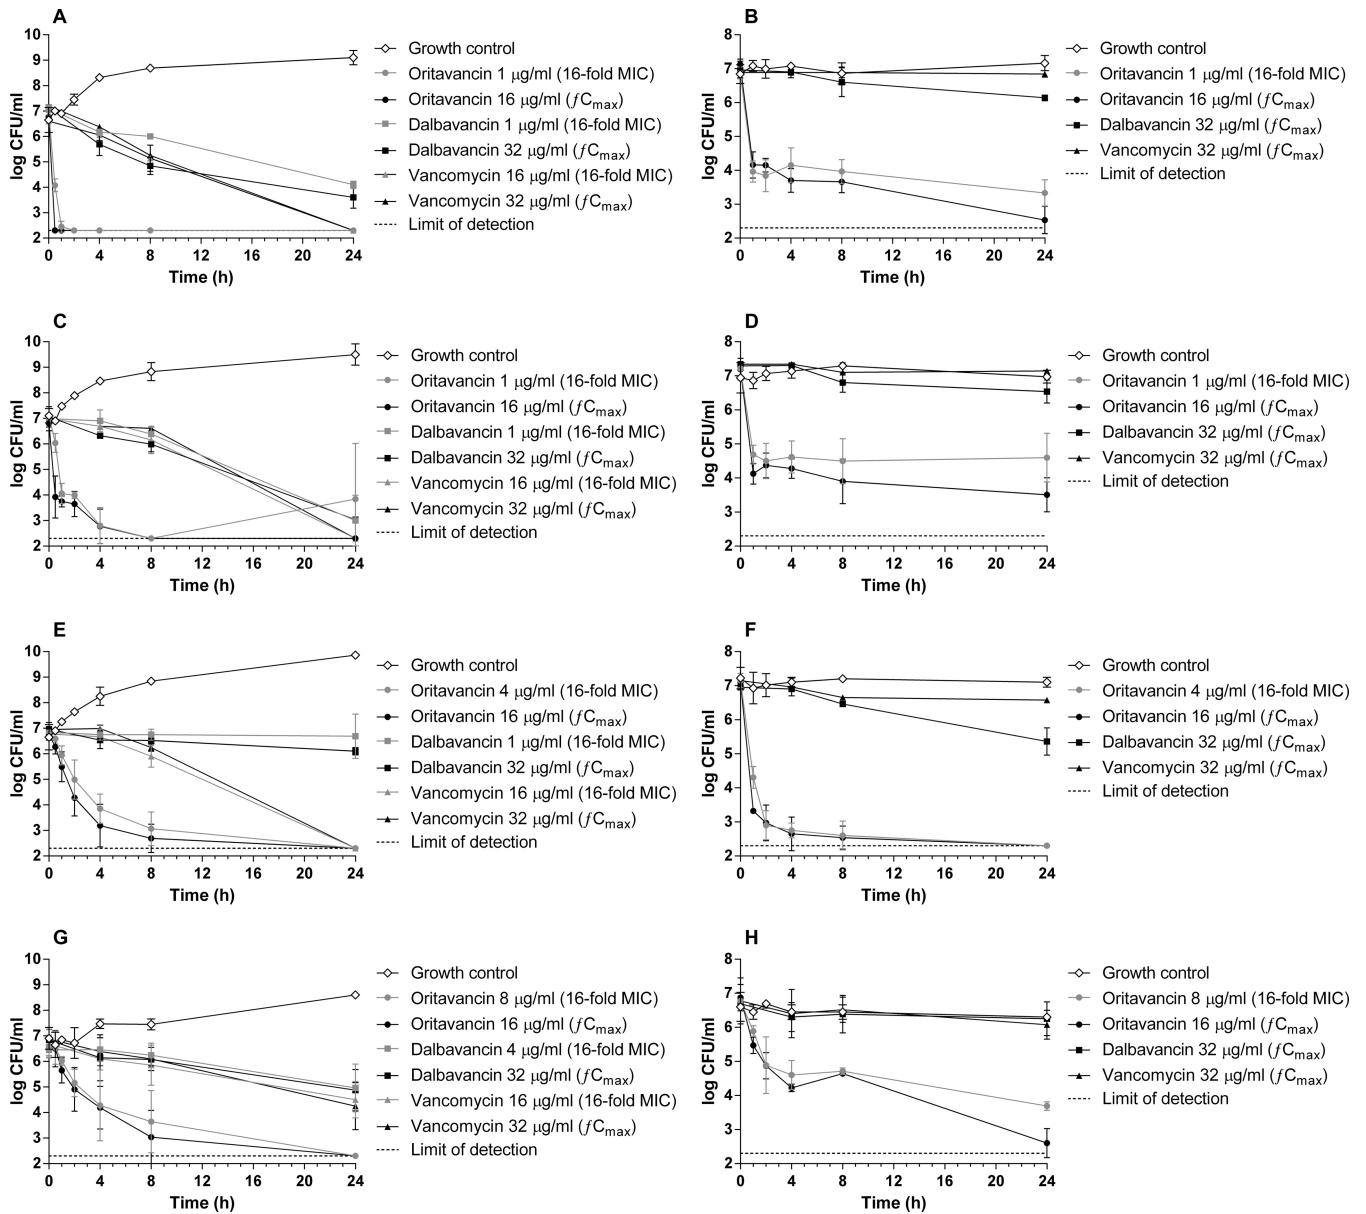 A
10
9
8
7
6
5
4
3
2
0 4 8 12 16 20 24
log CFU/ml
Time (h)
Growth control
Oritavancin 1 μg/ml (16-fold MIC)
Oritavancin 16 μg/ml (ƒCmax)
Dalbavancin 1 μg/ml (16-fold MIC)
Dalbavancin 32 μg/ml (ƒCmax)
Vancomycin 16 μg/ml (16-fold MIC)
Vancomycin 32 μg/ml (ƒCmax)
Limit of detection
B
8
7
6
5
4
3
2
0 4 8 12 16 20 24
log CFU/ml
Time (h)
Growth control
Oritavancin 1 μg/ml (16-fold MIC)
Oritavancin 16 μg/ml (ƒCmax)
Dalbavancin 32 μg/ml (ƒCmax)
Vancomycin 32 μg/ml (ƒCmax)
Limit of detection
C
10
9
8
7
6
5
4
3
2
0 4 8 12 16 20 24
log CFU/ml
Time (h)
Growth control
Oritavancin 1 μg/ml (16-fold MIC)
Oritavancin 16 μg/ml (ƒCmax)
Dalbavancin 1 μg/ml (16-fold MIC)
Dalbavancin 32 μg/ml (ƒCmax)
Vancomycin 16 μg/ml (16-fold MIC)
Vancomycin 32 μg/ml (ƒCmax)
Limit of detection
D
8
7
6
5
4
3
2
0 4 8 12 16 20 24
log CFU/ml
Time (h)
Growth control
Oritavancin 1 μg/ml (16-fold MIC)
Oritavancin 16 μg/ml (ƒCmax)
Dalbavancin 32 μg/ml (ƒCmax)
Vancomycin 32 μg/ml (ƒCmax)
Limit of detection
E
10
9
8
7
6
5
4
3
2
0 4 8 12 16 20 24
log CFU/ml
Time (h)
Growth control
Oritavancin 4 μg/ml (16-fold MIC)
Oritavancin 16 μg/ml (ƒCmax)
Dalbavancin 1 μg/ml (16-fold MIC)
Dalbavancin 32 μg/ml (ƒCmax)
Vancomycin 16 μg/ml (16-fold MIC)
Vancomycin 32 μg/ml (ƒCmax)
Limit of detection
F
8
7
6
5
4
3
2
0 4 8 12 16 20 24
log CFU/ml
Time (h)
Growth control
Oritavancin 4 μg/ml (16-fold MIC)
Oritavancin 16 μg/ml (ƒCmax)
Dalbavancin 32 μg/ml (ƒCmax)
Vancomycin 32 μg/ml (ƒCmax)
Limit of detection
G
10
9
8
7
6
5
4
3
2
0 4 8 12 16 20 24
log CFU/ml
Time (h)
Growth control
Oritavancin 8 μg/ml (16-fold MIC)
Oritavancin 16 μg/ml (ƒCmax)
Dalbavancin 4 μg/ml (16-fold MIC)
Dalbavancin 32 μg/ml (ƒCmax)
Vancomycin 16 μg/ml (16-fold MIC)
Vancomycin 32 μg/ml (ƒCmax)
Limit of detection
H
8
7
6
5
4
3
2
0 4 8 12 16 20 24
log CFU/ml
Time (h)
Growth control
Oritavancin 8 μg/ml (16-fold MIC)
Oritavancin 16 μg/ml (ƒCmax)
Dalbavancin 32 μg/ml (ƒCmax)
Vancomycin 32 μg/ml (ƒCmax)
Limit of detection